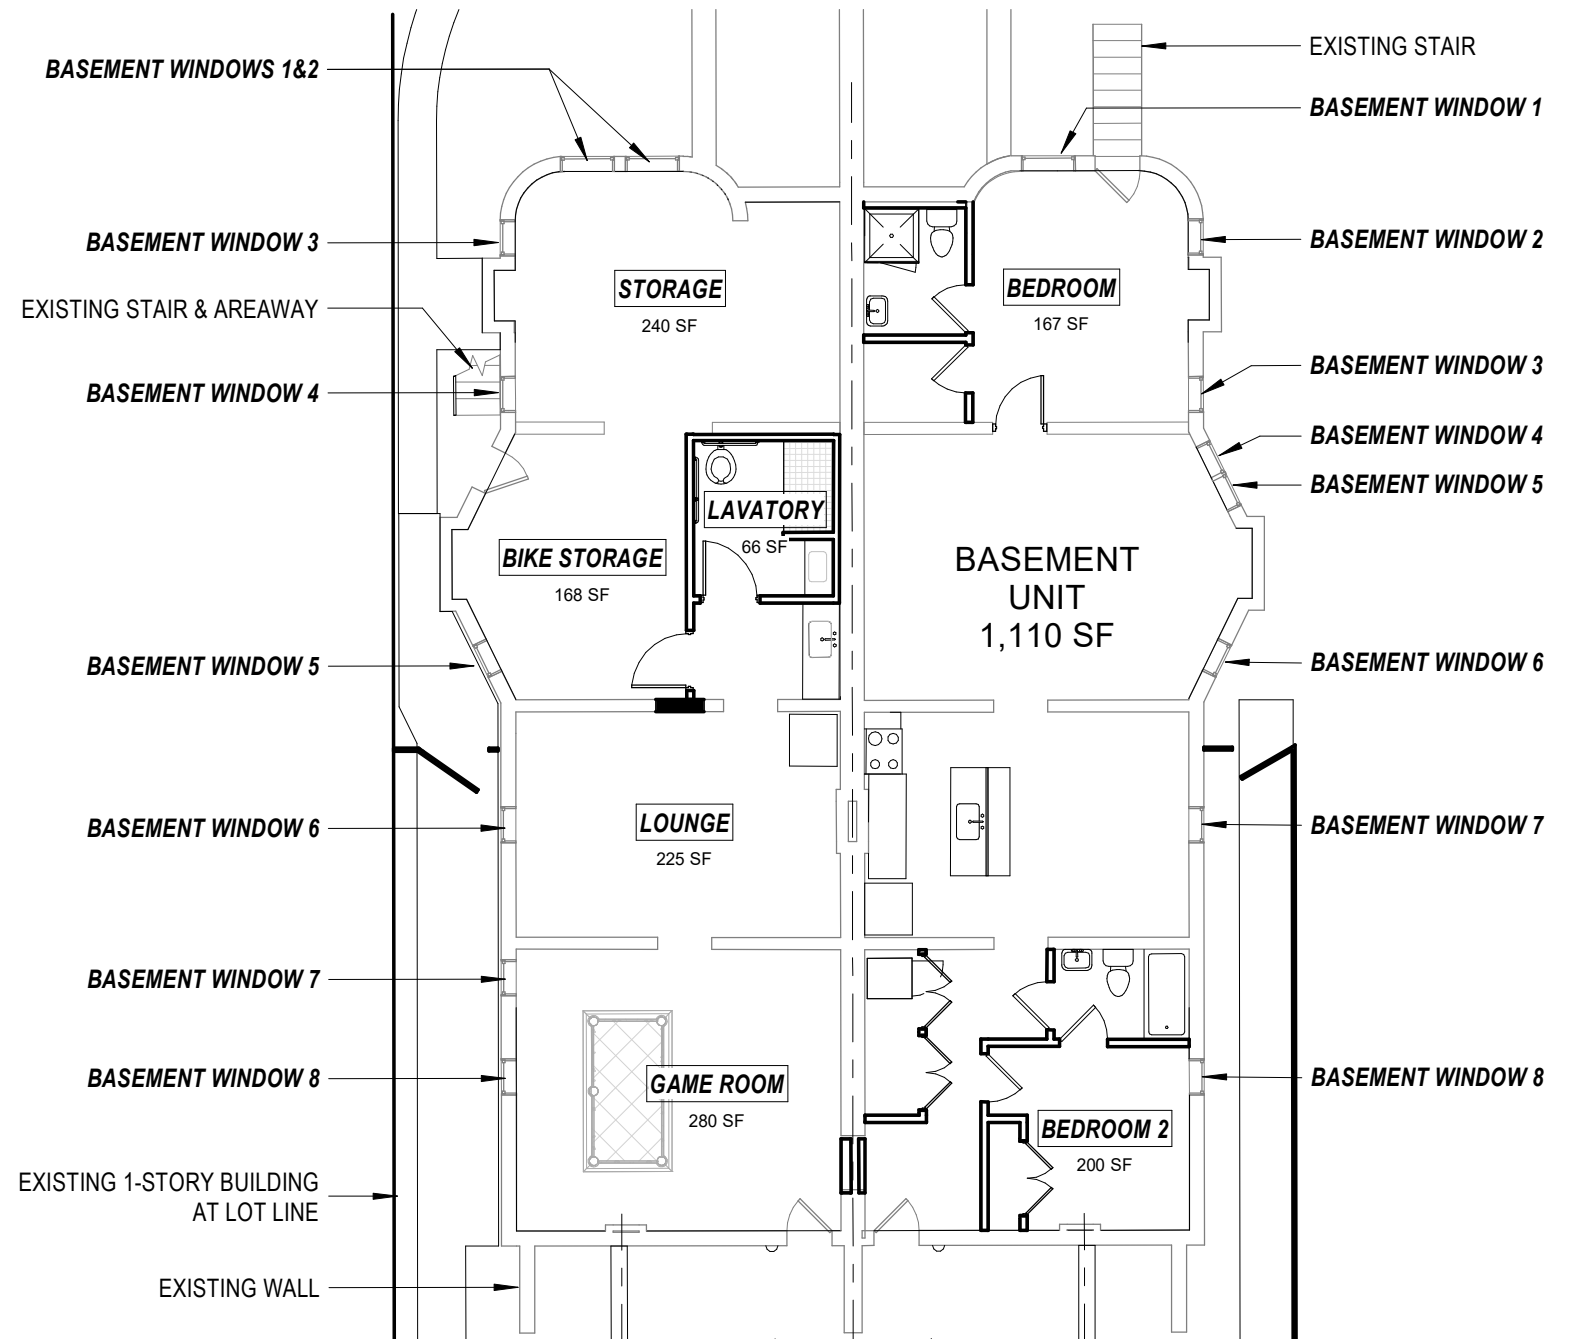 EXISTING STAIR
BASEMENT WINDOWS 1&2
BASEMENT WINDOW 1
BASEMENT WINDOW 3
BASEMENT WINDOW 2
STORAGE
240 SF
BEDROOM
167 SF
EXISTING STAIR & AREAWAY
BASEMENT WINDOW 4
BASEMENT WINDOW 3
BASEMENT WINDOW 4
BASEMENT WINDOW 5
LAVATORY
66 SF
BIKE STORAGE
168 SF
BASEMENT
UNIT
1,110 SF
BASEMENT WINDOW 5
BASEMENT WINDOW 6
BASEMENT WINDOW 6
LOUNGE
225 SF
BASEMENT WINDOW 7
BASEMENT WINDOW 7
BASEMENT WINDOW 8
GAME ROOM
280 SF
BASEMENT WINDOW 8
BEDROOM 2
200 SF
EXISTING 1-STORY BUILDING
AT LOT LINE
EXISTING WALL